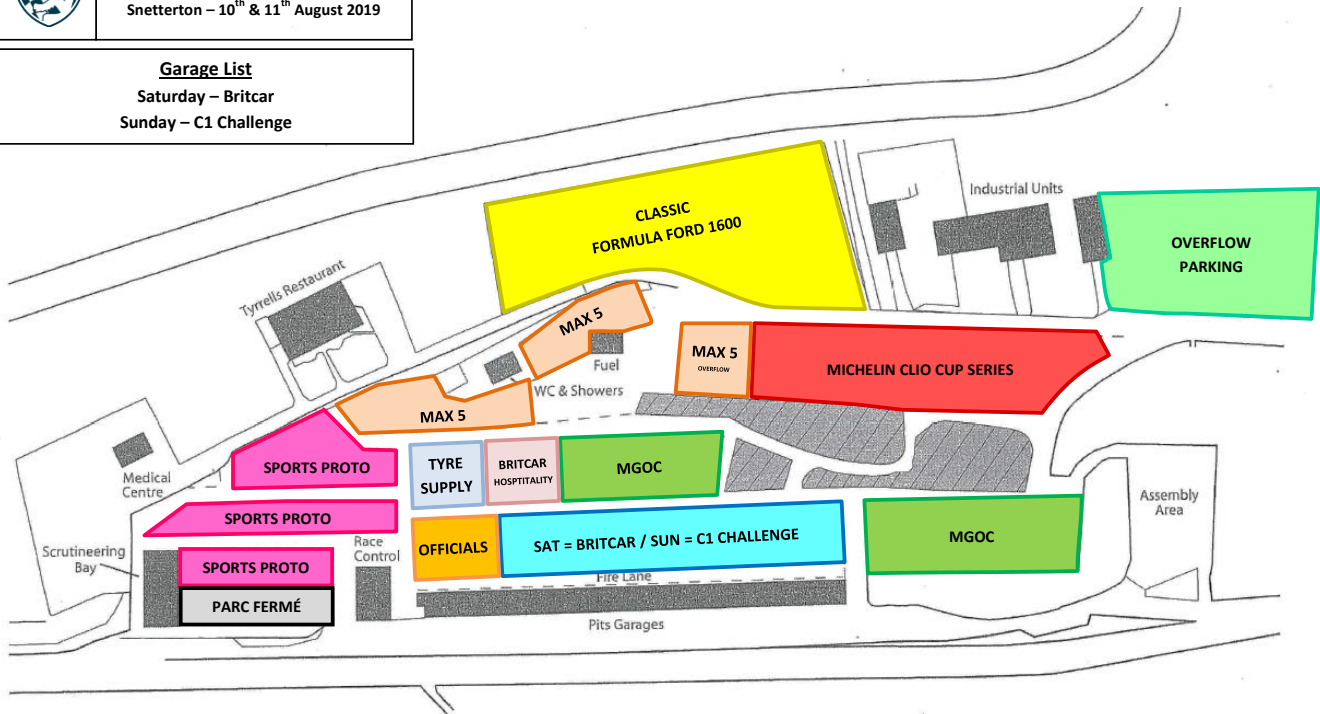 Snetterton – 10th & 11th August 2019
Garage List
Saturday – Britcar
Sunday – C1 Challenge
CLASSIC
FORMULA FORD 1600
Industrial Units
OVERFLOW
PARKING
Tyrrells Restaurant
MAX 5
Fuel
MAX 5
OVERFLOW
MICHELIN CLIO CUP SERIES
WC & Showers
MAX 5
SPORTS PROTO
TYRE
SUPPLY
BRITCAR
HOSPTITALITY
MGOC
Medical
Centre
SPORTS PROTO
Assembly
Area
Scrutineering
Bay
Race
Control
OFFICIALS
SAT = BRITCAR / SUN = C1 CHALLENGE
MGOC
SPORTS PROTO
Fire Lane
PARC FERMÉ
Pits Garages